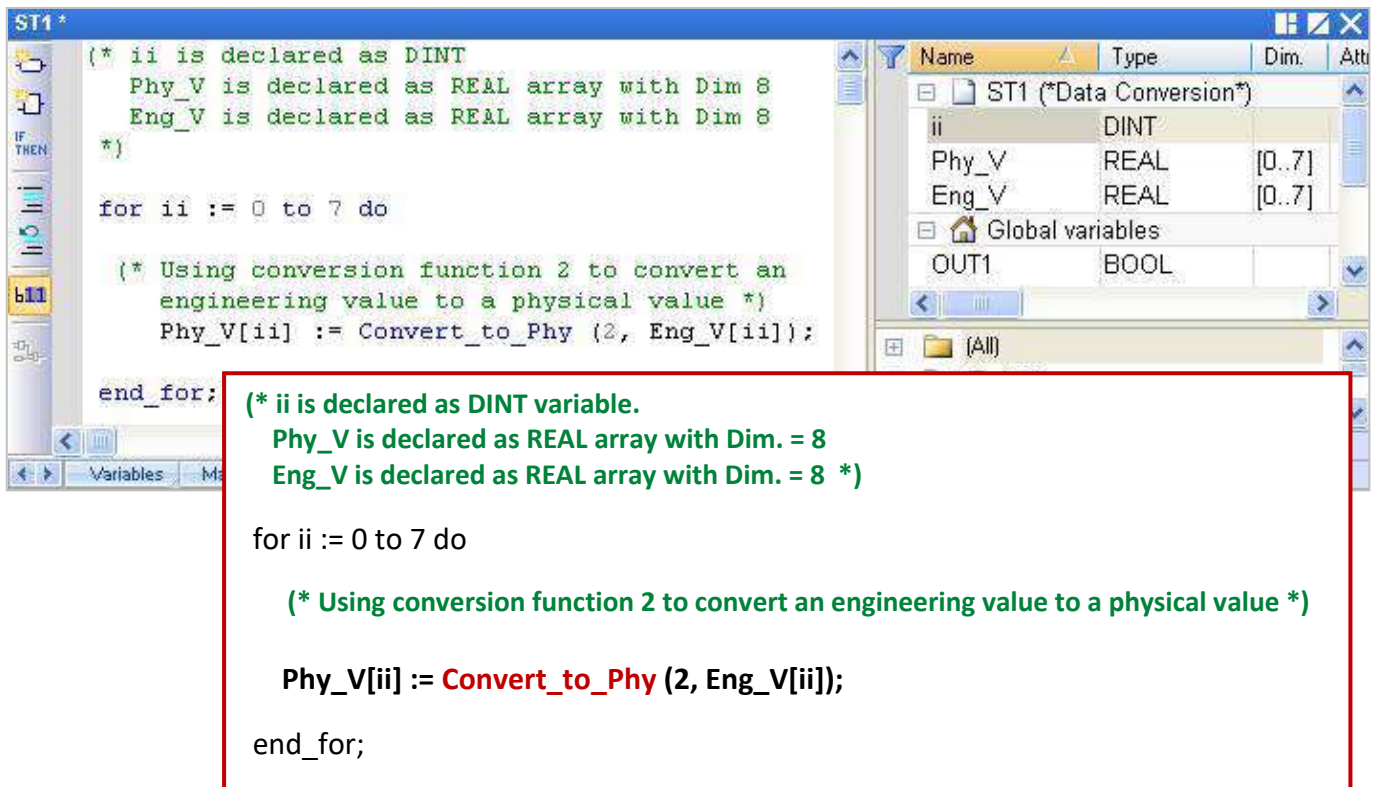 ST1 *
(* ii is declared as DINT
Phy_V is declared as REAL array with Dim 8
Eng_V is declared as REAL array with Dim 8
*)
for ii := 0 to 7 do
(* Using conversion function 2 to convert an
engineering value to a physical value *)
Phy_V[ii] := Convert_to_Phy (2, Eng_V[ii]);
end_for;
IF
THEN
b11
Name Type Dim.
ST1 (*Data Conversion*)
ii DINT
Phy_V REAL [0..7]
Eng_V REAL [0..7]
Global variables
OUT1 BOOL
(All)
Variables
(* ii is declared as DINT variable.
Phy_V is declared as REAL array with Dim. = 8
Eng_V is declared as REAL array with Dim. = 8 *)
for ii := 0 to 7 do
(* Using conversion function 2 to convert an engineering value to a physical value *)
Phy_V[ii] := Convert_to_Phy (2, Eng_V[ii]);
end_for;